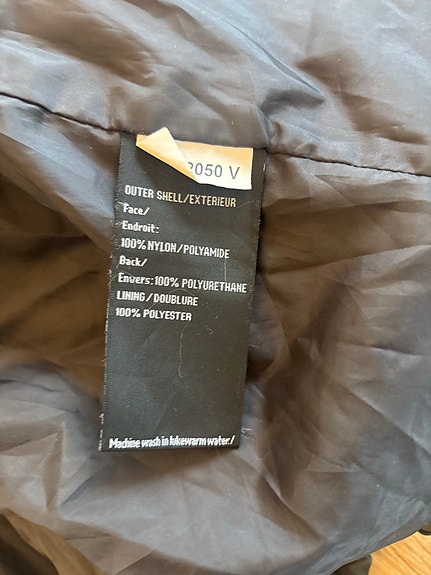 2050 V
OUTER SHELL/EXTERIEUR
Face/
Endroit:
100% NYLON/POLYAMIDE
Back/
Envers: 100% POLYURETHANE
LINING / DOUBLURE
100% POLYESTER
Machine wash in lukewarm water./